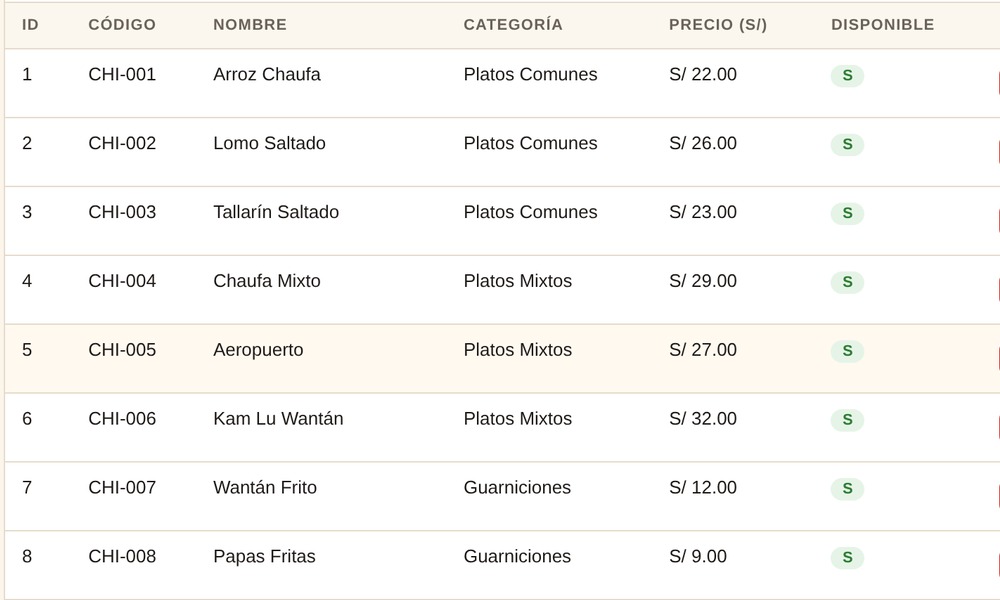 ID CÓDIGO NOMBRE CATEGORÍA PRECIO (S/) DISPONIBLE
1 CHI-001 Arroz Chaufa Platos Comunes S/ 22.00 S
2 CHI-002 Lomo Saltado Platos Comunes S/ 26.00 S
3 CHI-003 Tallarín Saltado Platos Comunes S/ 23.00 S
4 CHI-004 Chaufa Mixto Platos Mixtos S/ 29.00 S
5 CHI-005 Aeropuerto Platos Mixtos S/ 27.00 S
6 CHI-006 Kam Lu Wantán Platos Mixtos S/ 32.00 S
7 CHI-007 Wantán Frito Guarniciones S/ 12.00 S
8 CHI-008 Papas Fritas Guarniciones S/ 9.00 S